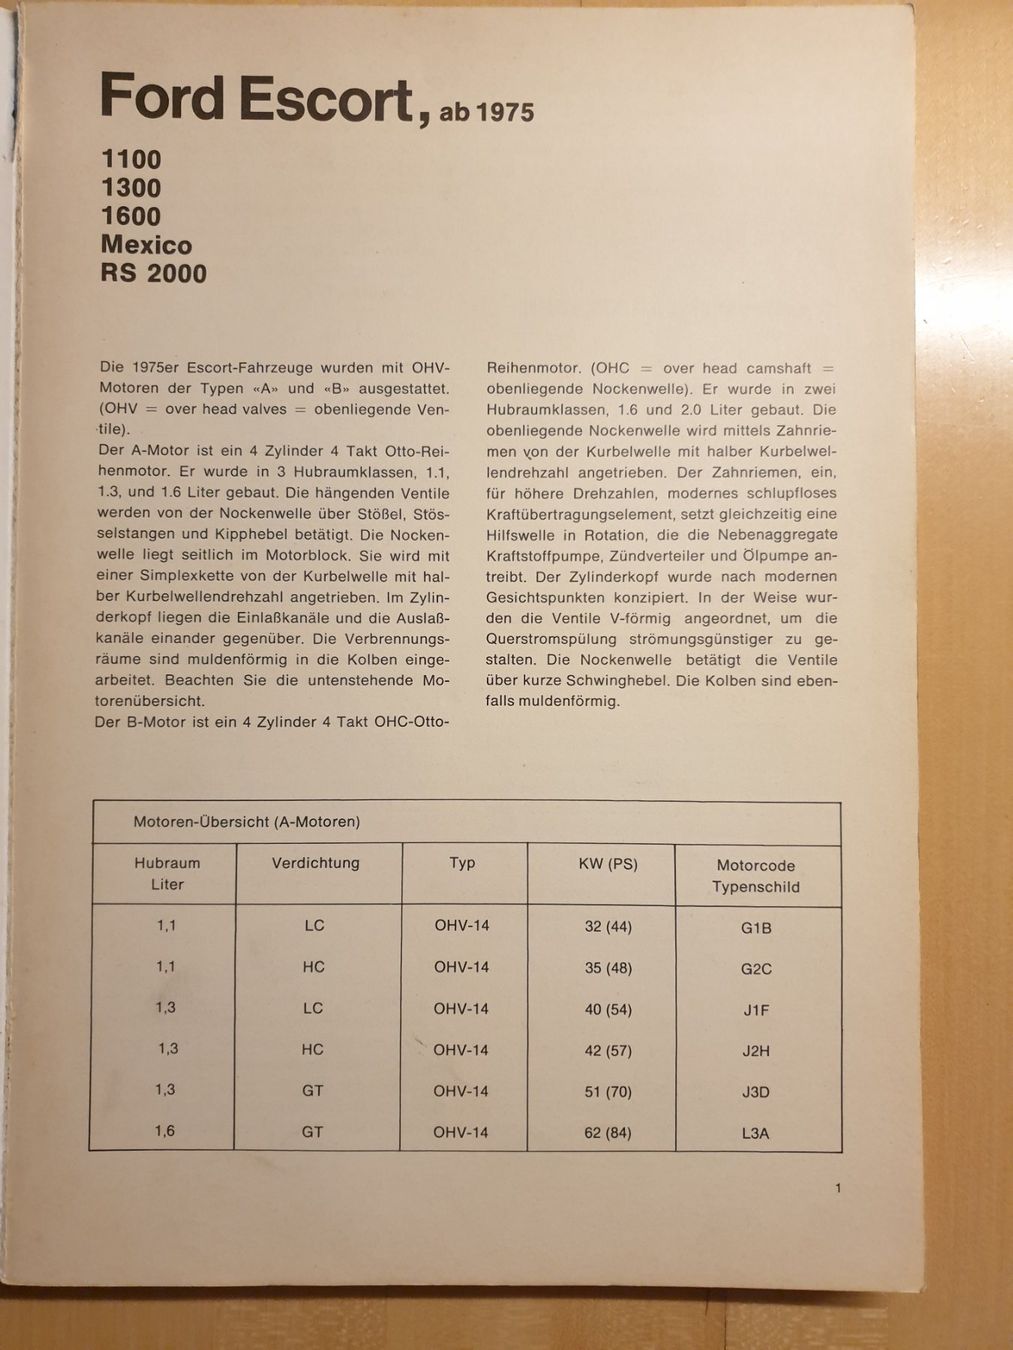 Ford Escort, ab 1975
1100
1300
1600
Mexico
RS 2000
Die 1975er Escort-Fahrzeuge wurden mit OHV-
Motoren der Typen «A» und «B» ausgestattet.
(OHV = over head valves = obenliegende Ven-
tile).
Der A-Motor ist ein 4 Zylinder 4 Takt Otto-Rei-
henmotor. Er wurde in 3 Hubraumklassen, 1.1,
1.3, und 1.6 Liter gebaut. Die hängenden Ventile
werden von der Nockenwelle über Stößel, Stös-
selstangen und Kipphebel betätigt. Die Nocken-
welle liegt seitlich im Motorblock. Sie wird mit
einer Simplexkette von der Kurbelwelle mit hal-
ber Kurbelwellendrehzahl angetrieben. Im Zylin-
derkopf liegen die Einlaßkanäle und die Auslaß-
kanäle einander gegenüber. Die Verbrennungs-
räume sind muldenförmig in die Kolben einge-
arbeitet. Beachten Sie die untenstehende Mo-
torenübersicht.
Der B-Motor ist ein 4 Zylinder 4 Takt OHC-Otto-
Reihenmotor. (OHC = over head camshaft =
obenliegende Nockenwelle). Er wurde in zwei
Hubraumklassen, 1.6 und 2.0 Liter gebaut. Die
obenliegende Nockenwelle wird mittels Zahnrie-
men von der Kurbelwelle mit halber Kurbelwel-
lendrehzahl angetrieben. Der Zahnriemen, ein,
für höhere Drehzahlen, modernes schlupfloses
Kraftübertragungselement, setzt gleichzeitig eine
Hilfswelle in Rotation, die die Nebenaggregate
Kraftstoffpumpe, Zündverteiler und Ölpumpe an-
treibt. Der Zylinderkopf wurde nach modernen
Gesichtspunkten konzipiert. In der Weise wur-
den die Ventile V-förmig angeordnet, um die
Querstromspülung strömungsgünstiger zu ge-
stalten. Die Nockenwelle betätigt die Ventile
über kurze Schwinghebel. Die Kolben sind eben-
falls muldenförmig.
Motoren-Übersicht (A-Motoren)
Hubraum Liter Verdichtung Typ KW (PS) Motorcode Typenschild
1,1 LC OHV-14 32 (44) G1B
1,1 HC OHV-14 35 (48) G2C
1,3 LC OHV-14 40 (54) J1F
1,3 HC OHV-14 42 (57) J2H
1,3 GT OHV-14 51 (70) J3D
1,6 GT OHV-14 62 (84) L3A
1